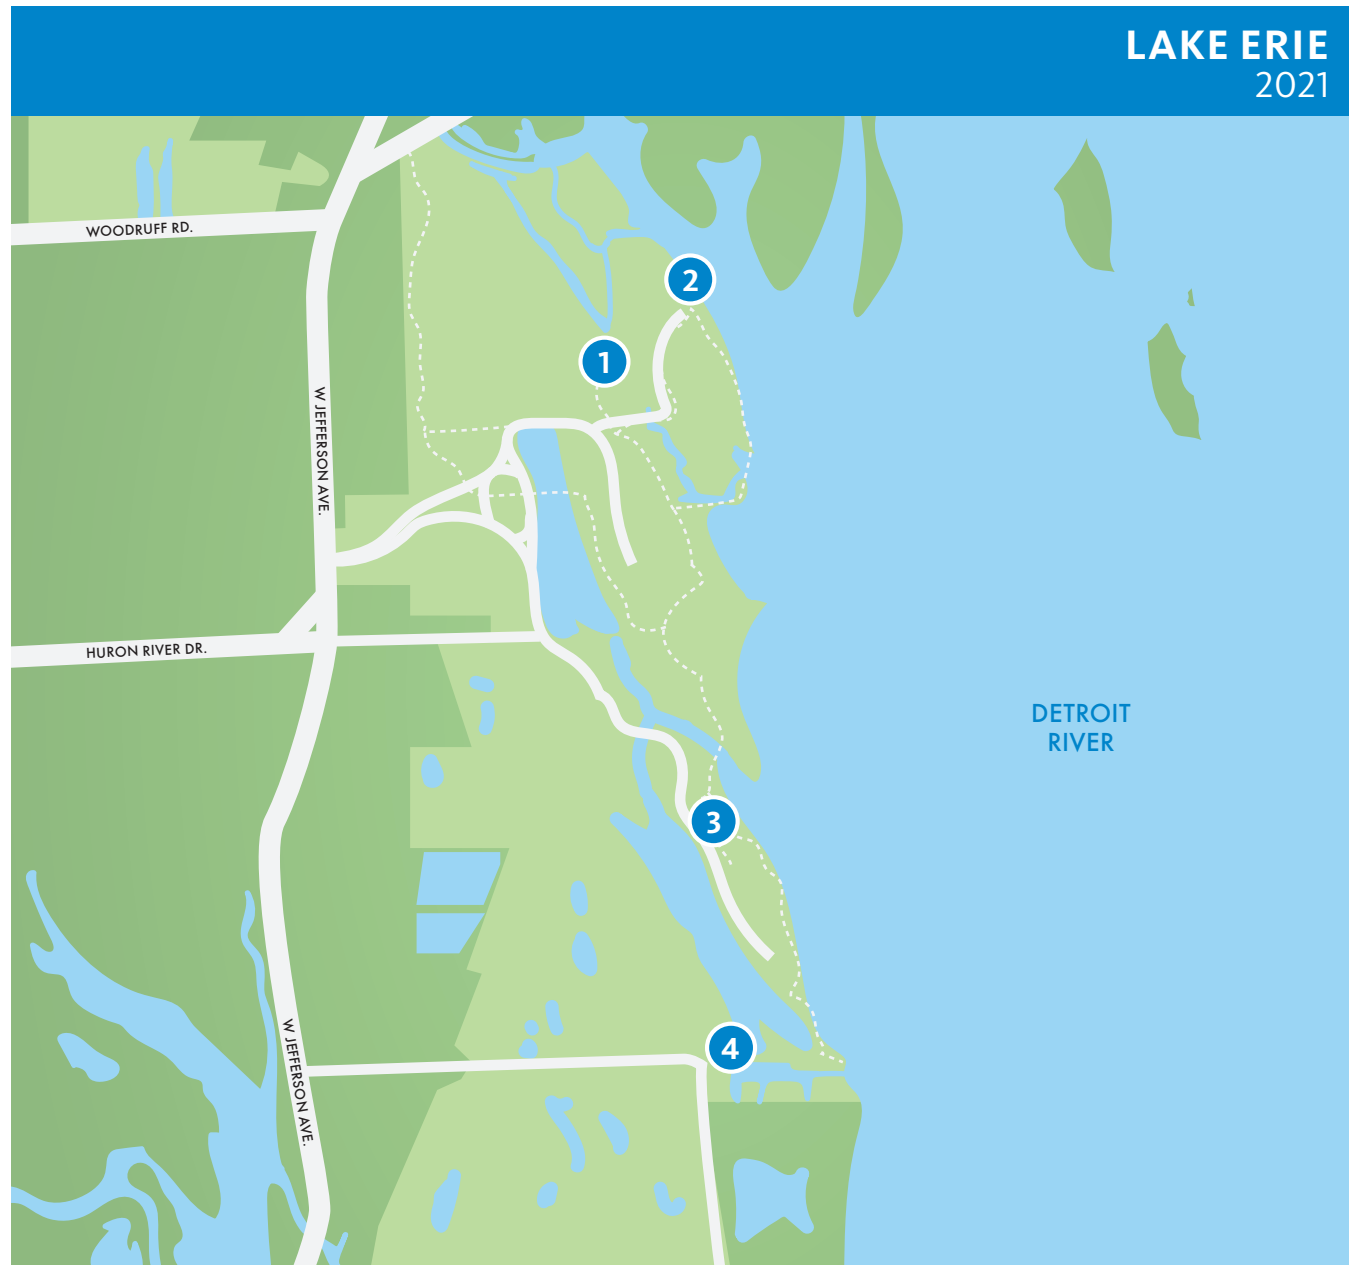 LAKE ERIE
2021
WOODRUFF RD.
2
1
W JEFFERSON AVE.
HURON RIVER DR.
DETROIT
RIVER
3
4
W JEFFERSON AVE.